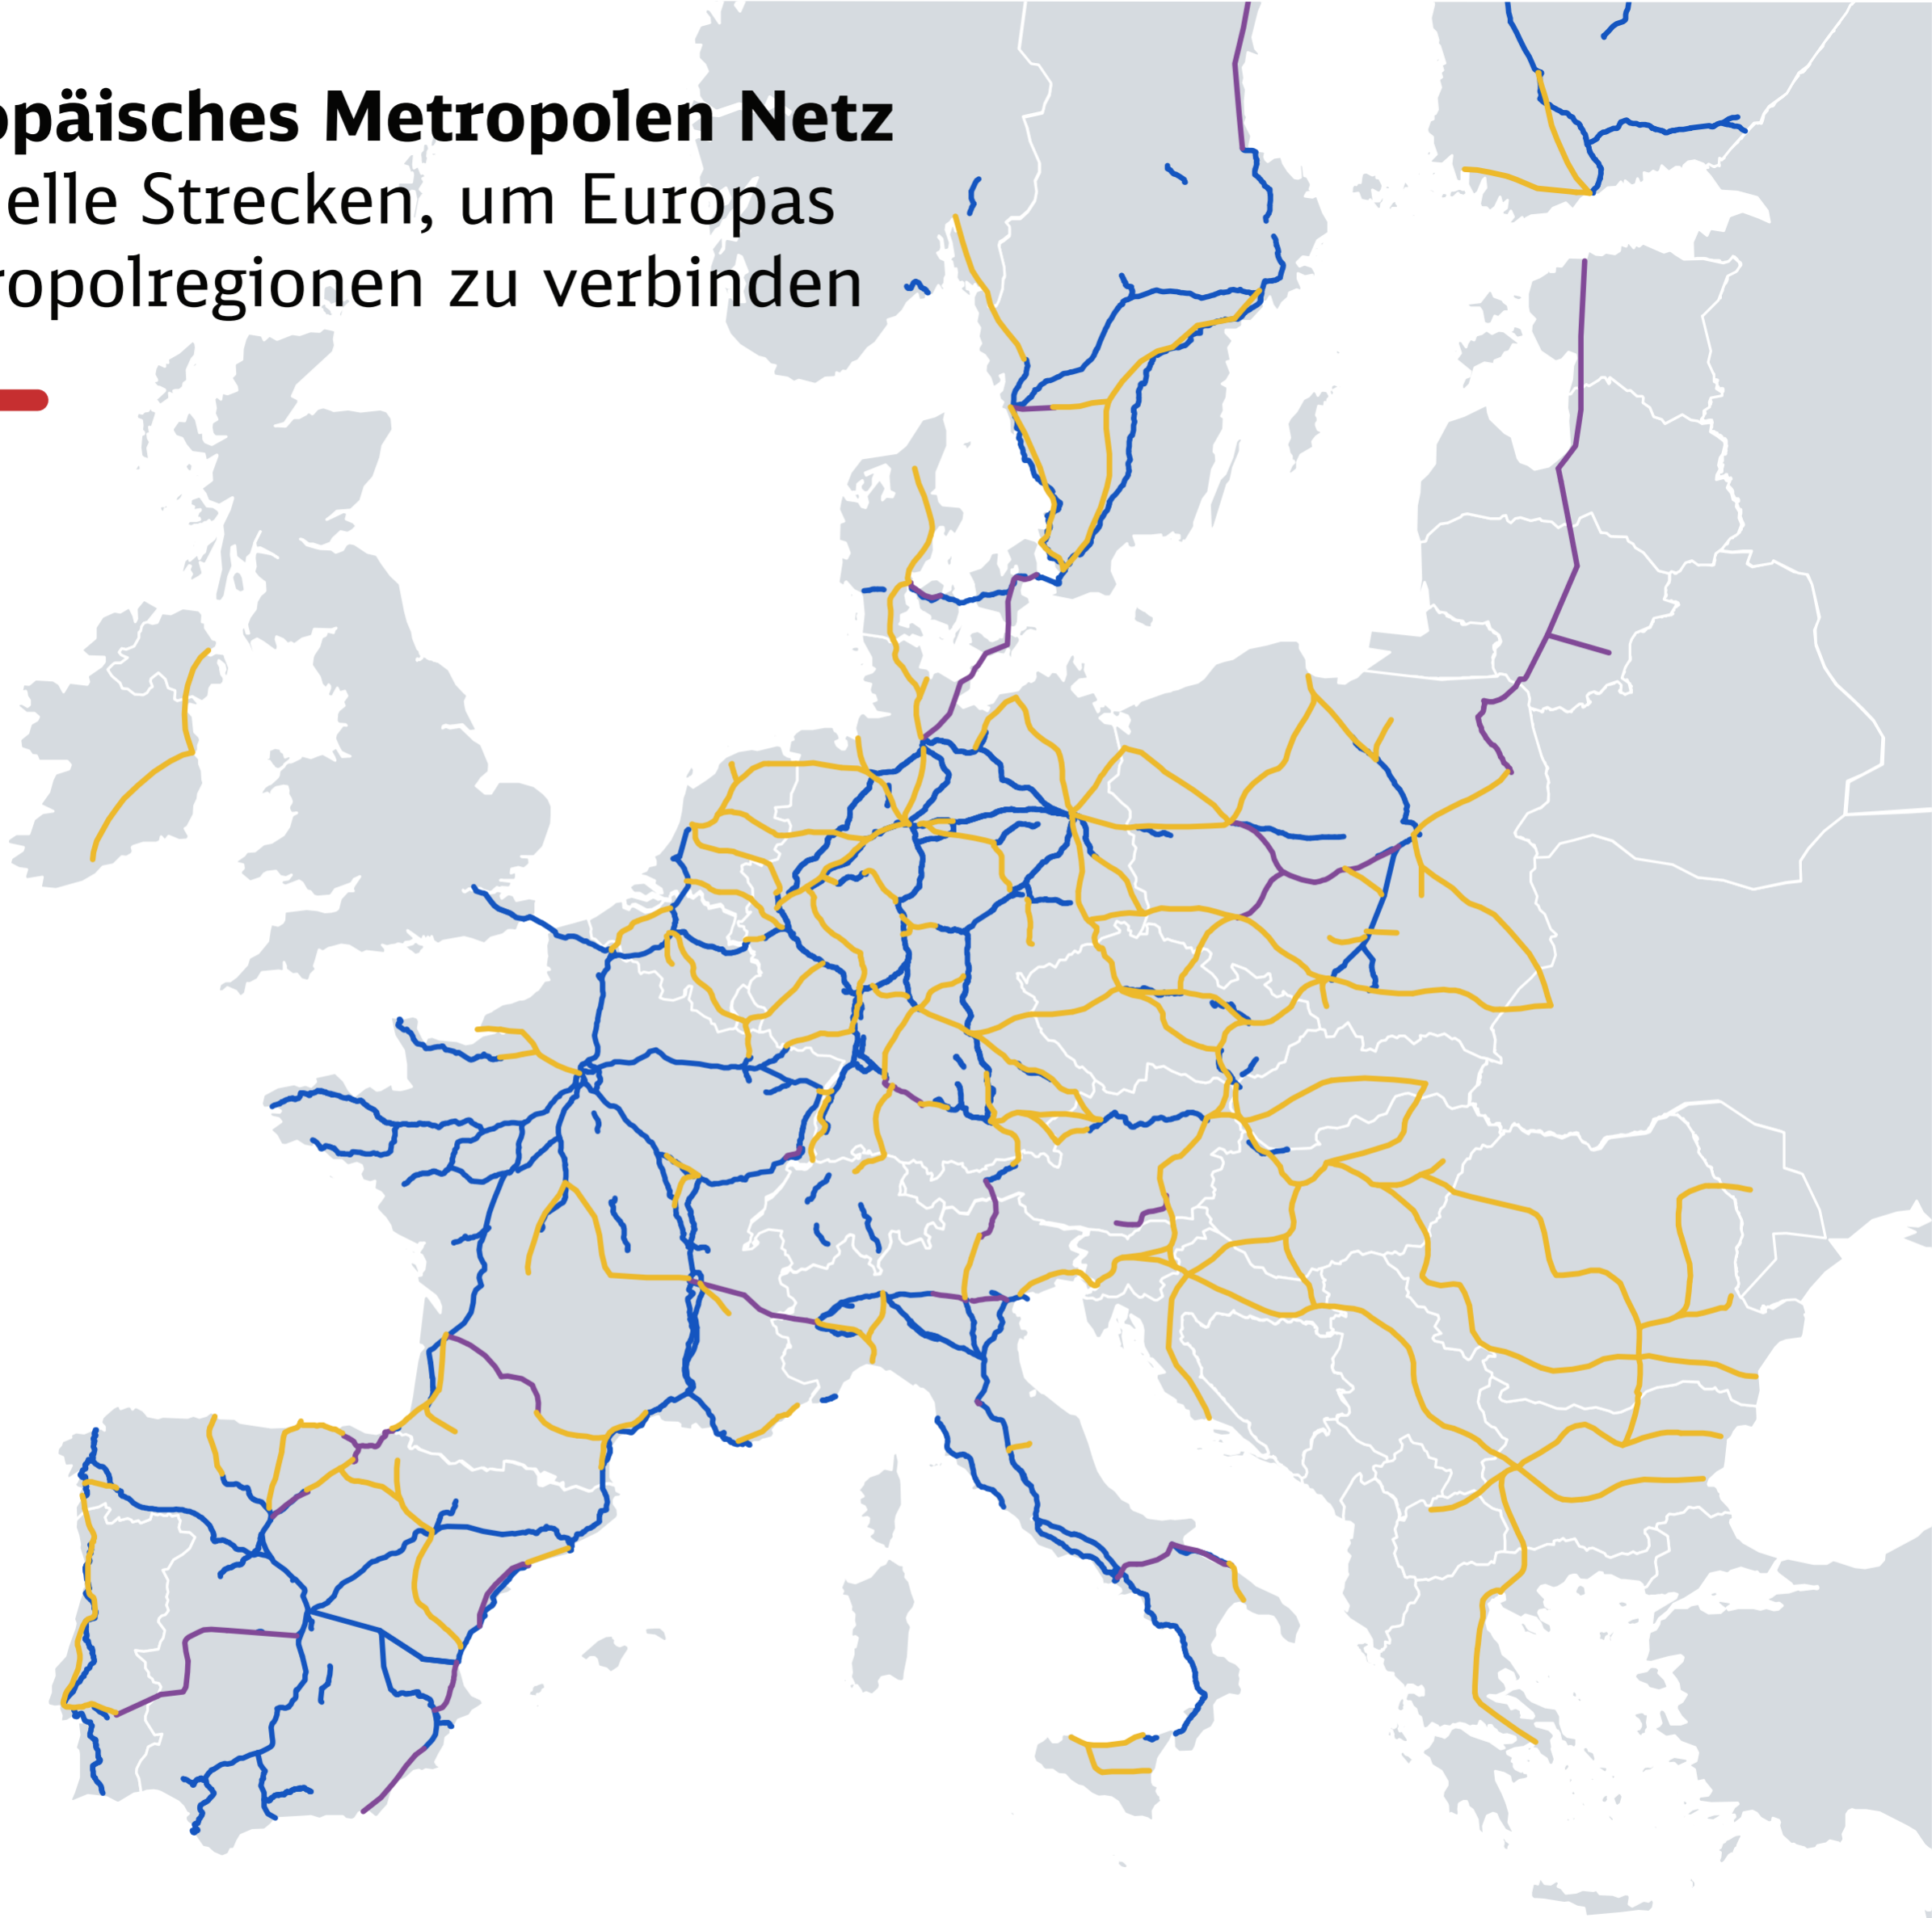 opäisches Metropolen Netz
elle Strecken, um Europas
ropolregionen zu verbinden